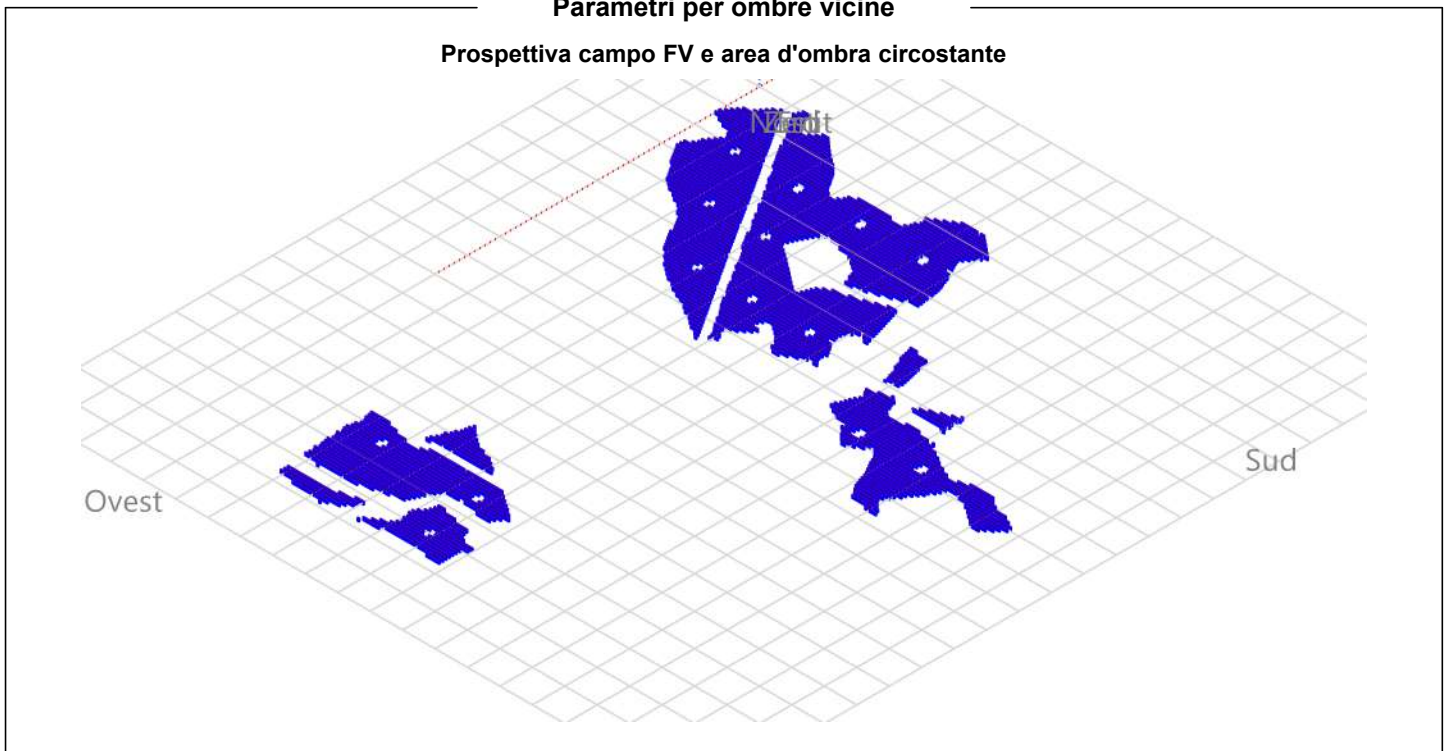 Parametri per ombre vicine
Prospettiva campo FV e area d'ombra circostante
Sud
Ovest